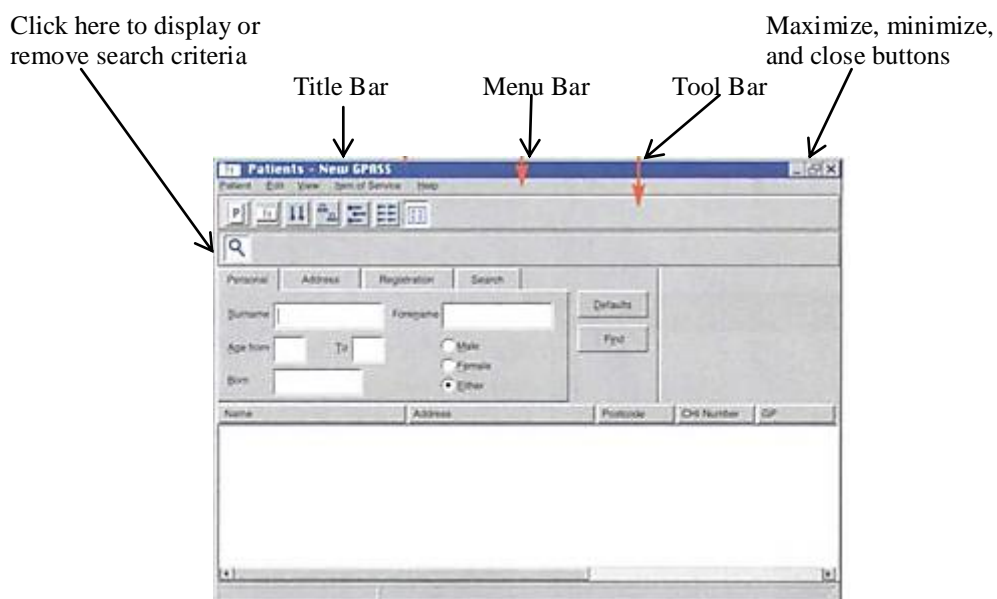 Click here to display or
remove search criteria
Maximize, minimize,
and close buttons
Title Bar
Menu Bar
Tool Bar
Patients - New GPASS
Patient Edit View Item of Service Help
P
Personal Address Registration Search
Surname Forename
Defaults
Age from To Male
Find
Female
Born Either
Name Address Postcode CHI Number GP